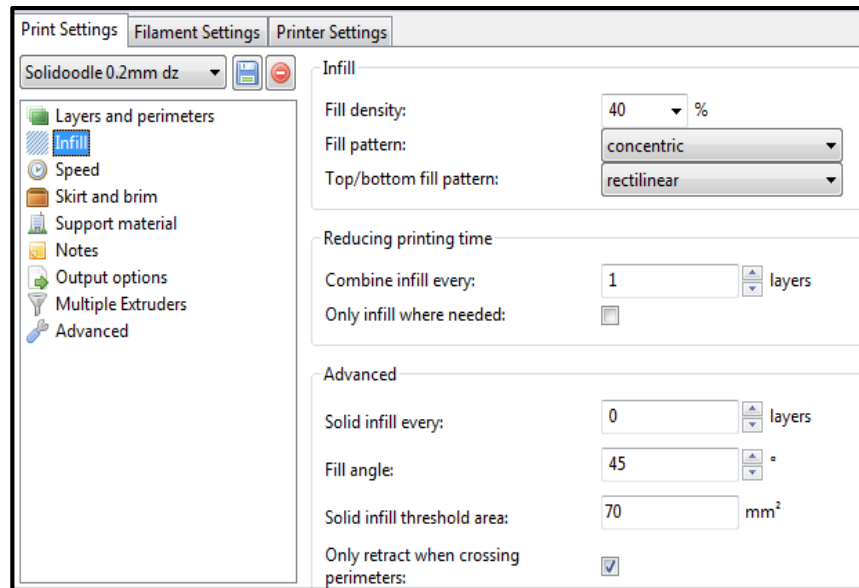 Print Settings Filament Settings Printer Settings
Solidoodle 0.2mm dz
Layers and perimeters
Infill
Speed
Skirt and brim
Support material
Notes
Output options
Multiple Extruders
Advanced
Infill
Fill density: 40 %
Fill pattern: concentric
Top/bottom fill pattern: rectilinear
Reducing printing time
Combine infill every: 1 layers
Only infill where needed:
Advanced
Solid infill every: 0 layers
Fill angle: 45 °
Solid infill threshold area: 70 mm²
Only retract when crossing
perimeters: